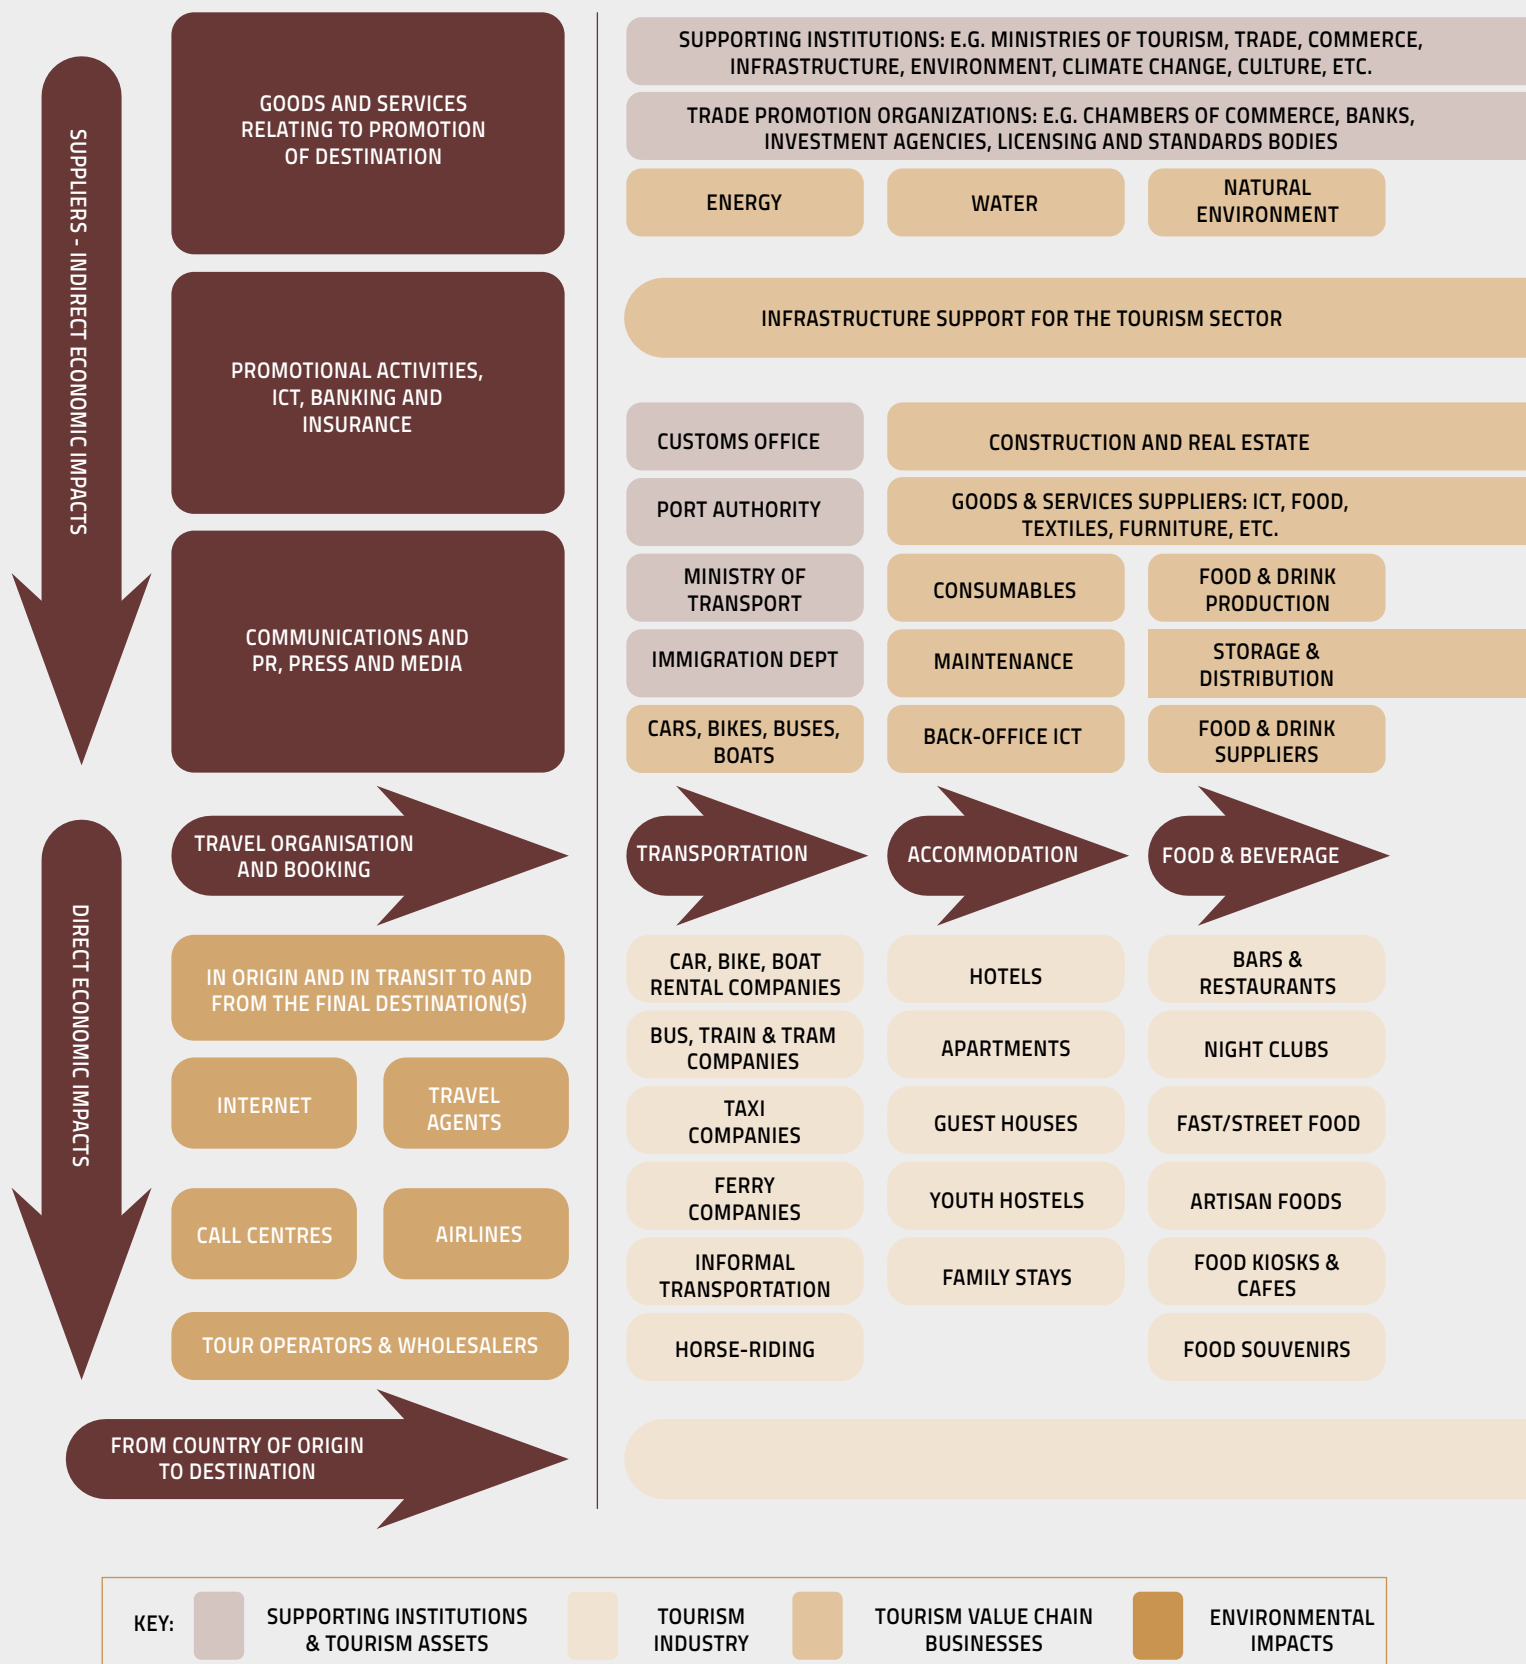 SUPPLIERS - INDIRECT ECONOMIC IMPACTS
GOODS AND SERVICES
RELATING TO PROMOTION
OF DESTINATION
PROMOTIONAL ACTIVITIES,
ICT, BANKING AND
INSURANCE
COMMUNICATIONS AND
PR, PRESS AND MEDIA
SUPPORTING INSTITUTIONS: E.G. MINISTRIES OF TOURISM, TRADE, COMMERCE,
INFRASTRUCTURE, ENVIRONMENT, CLIMATE CHANGE, CULTURE, ETC.
TRADE PROMOTION ORGANIZATIONS: E.G. CHAMBERS OF COMMERCE, BANKS,
INVESTMENT AGENCIES, LICENSING AND STANDARDS BODIES
ENERGY
WATER
NATURAL
ENVIRONMENT
INFRASTRUCTURE SUPPORT FOR THE TOURISM SECTOR
CUSTOMS OFFICE
CONSTRUCTION AND REAL ESTATE
PORT AUTHORITY
GOODS & SERVICES SUPPLIERS: ICT, FOOD,
TEXTILES, FURNITURE, ETC.
MINISTRY OF
TRANSPORT
CONSUMABLES
FOOD & DRINK
PRODUCTION
IMMIGRATION DEPT
MAINTENANCE
STORAGE &
DISTRIBUTION
CARS, BIKES, BUSES,
BOATS
BACK-OFFICE ICT
FOOD & DRINK
SUPPLIERS
DIRECT ECONOMIC IMPACTS
TRAVEL ORGANISATION
AND BOOKING
TRANSPORTATION
ACCOMMODATION
FOOD & BEVERAGE
IN ORIGIN AND IN TRANSIT TO AND
FROM THE FINAL DESTINATION(S)
INTERNET
TRAVEL
AGENTS
CALL CENTRES
AIRLINES
TOUR OPERATORS & WHOLESALERS
CAR, BIKE, BOAT
RENTAL COMPANIES
HOTELS
BARS &
RESTAURANTS
BUS, TRAIN & TRAM
COMPANIES
APARTMENTS
NIGHT CLUBS
TAXI
COMPANIES
GUEST HOUSES
FAST/STREET FOOD
FERRY
COMPANIES
YOUTH HOSTELS
ARTISAN FOODS
INFORMAL
TRANSPORTATION
FAMILY STAYS
FOOD KIOSKS &
CAFES
HORSE-RIDING
FOOD SOUVENIRS
FROM COUNTRY OF ORIGIN
TO DESTINATION
KEY:
SUPPORTING INSTITUTIONS
& TOURISM ASSETS
TOURISM
INDUSTRY
TOURISM VALUE CHAIN
BUSINESSES
ENVIRONMENTAL
IMPACTS